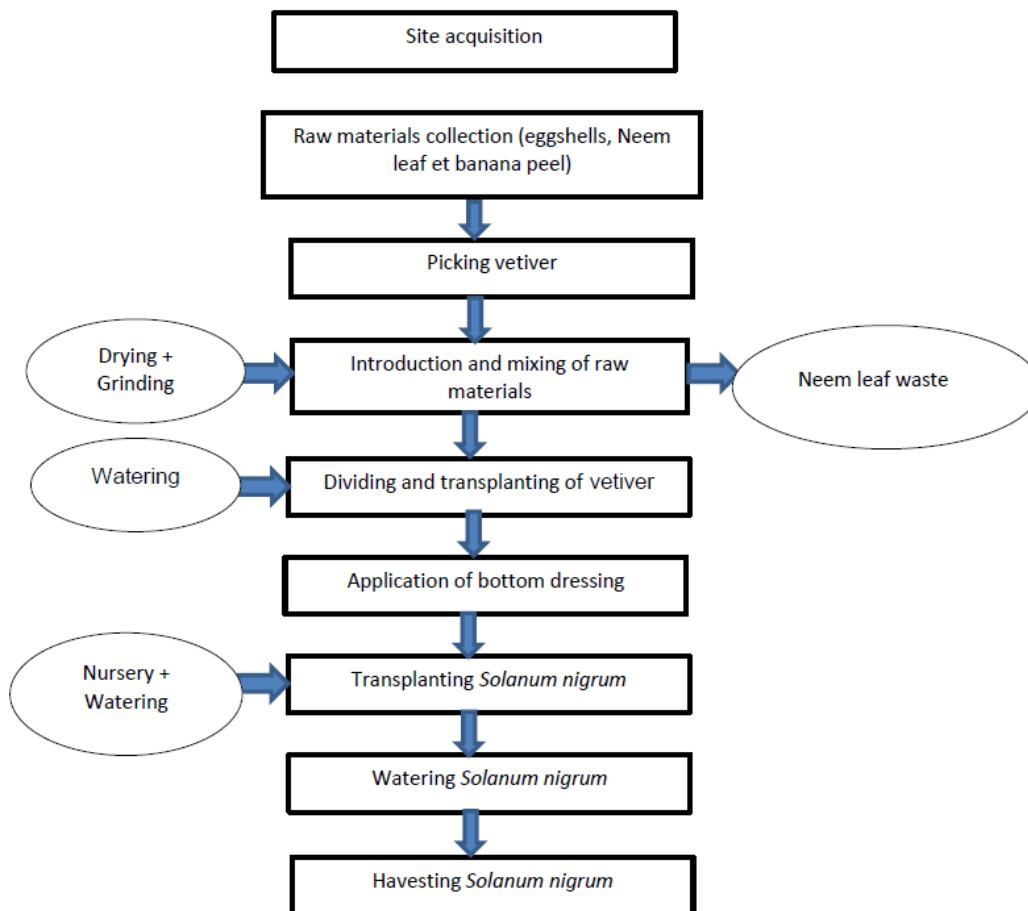 Site acquisition
Raw materials collection (eggshells, Neem
leaf et banana peel)
Picking vetiver
Drying +
Grinding
Introduction and mixing of raw
materials
Neem leaf waste
Watering
Dividing and transplanting of vetiver
Application of bottom dressing
Nursery +
Watering
Transplanting Solanum nigrum
Watering Solanum nigrum
Havesting Solanum nigrum